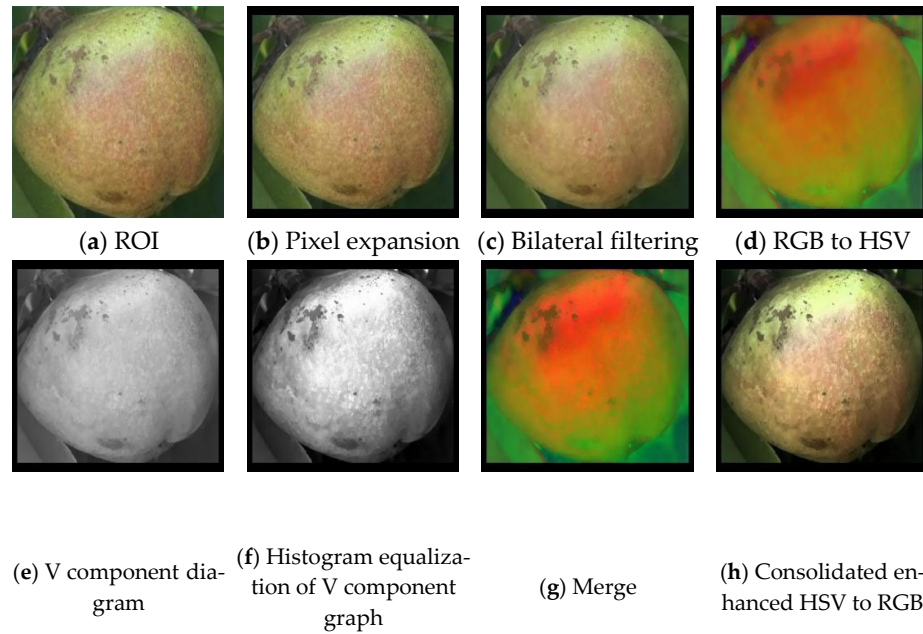 (a) ROI
(b) Pixel expansion
(c) Bilateral filtering
(d) RGB to HSV
(e) V component dia-
gram
(f) Histogram equaliza-
tion of V component
graph
(g) Merge
(h) Consolidated en-
hanced HSV to RGB